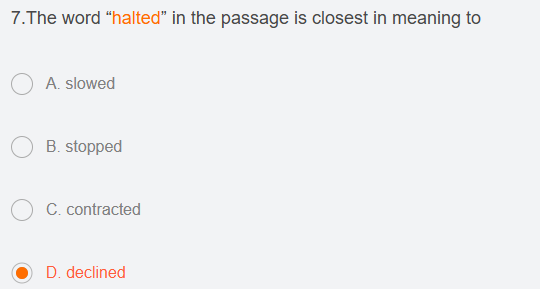 7.The word “halted” in the passage is closest in meaning to
A. slowed
B. stopped
C. contracted
D. declined